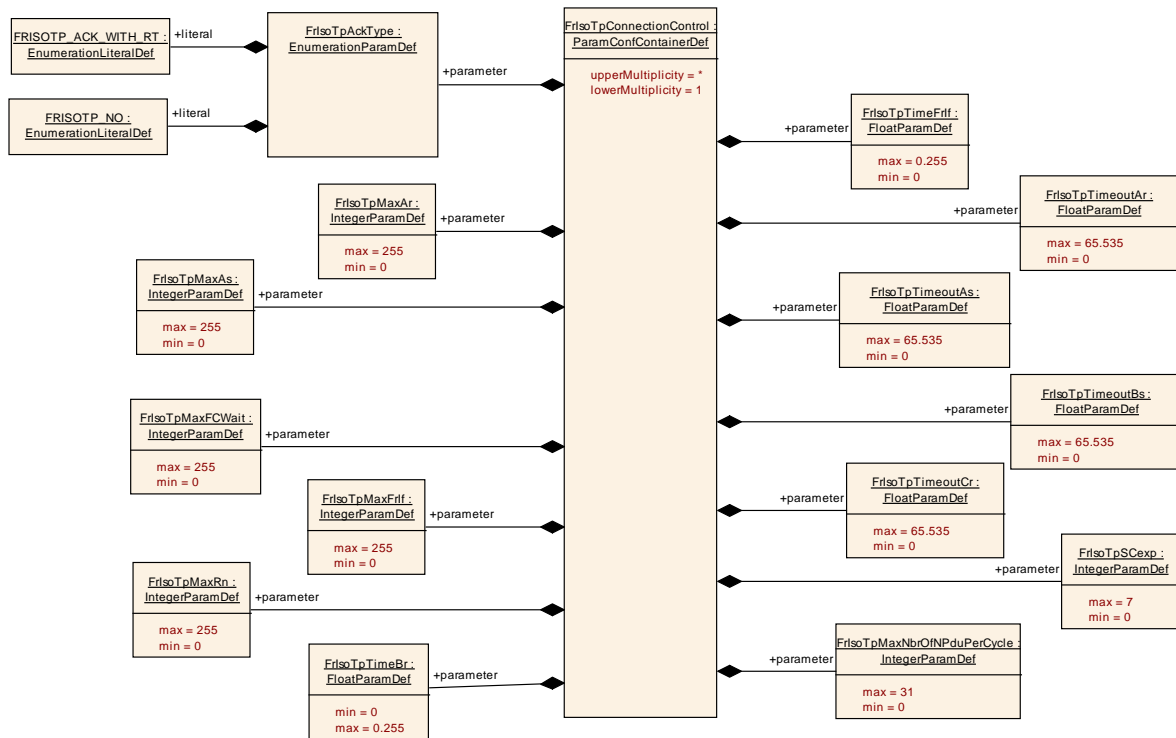 FRISOTP_ACK_WITH_RT :
EnumerationLiteralDef
+literal
FrIsoTpAckType :
EnumerationParamDef
+parameter
FRISOTP_NO :
EnumerationLiteralDef
+literal
FrIsoTpConnectionControl :
ParamConfContainerDef
upperMultiplicity = *
lowerMultiplicity = 1
FrIsoTpMaxAr :
IntegerParamDef
max = 255
min = 0
+parameter
FrIsoTpMaxAs :
IntegerParamDef
max = 255
min = 0
+parameter
FrIsoTpMaxFCWait :
IntegerParamDef
max = 255
min = 0
+parameter
FrIsoTpMaxFrIf :
IntegerParamDef
max = 255
min = 0
+parameter
FrIsoTpMaxRn :
IntegerParamDef
max = 255
min = 0
+parameter
FrIsoTpTimeBr :
FloatParamDef
min = 0
max = 0.255
+parameter
+parameter
FrIsoTpTimeFrIf :
FloatParamDef
max = 0.255
min = 0
+parameter
FrIsoTpTimeoutAr :
FloatParamDef
max = 65.535
min = 0
+parameter
FrIsoTpTimeoutAs :
FloatParamDef
max = 65.535
min = 0
+parameter
FrIsoTpTimeoutBs :
FloatParamDef
max = 65.535
min = 0
+parameter
FrIsoTpTimeoutCr :
FloatParamDef
max = 65.535
min = 0
+parameter
FrIsoTpSCexp :
IntegerParamDef
max = 7
min = 0
+parameter
FrIsoTpMaxNbrOfNPduPerCycle :
IntegerParamDef
max = 31
min = 0